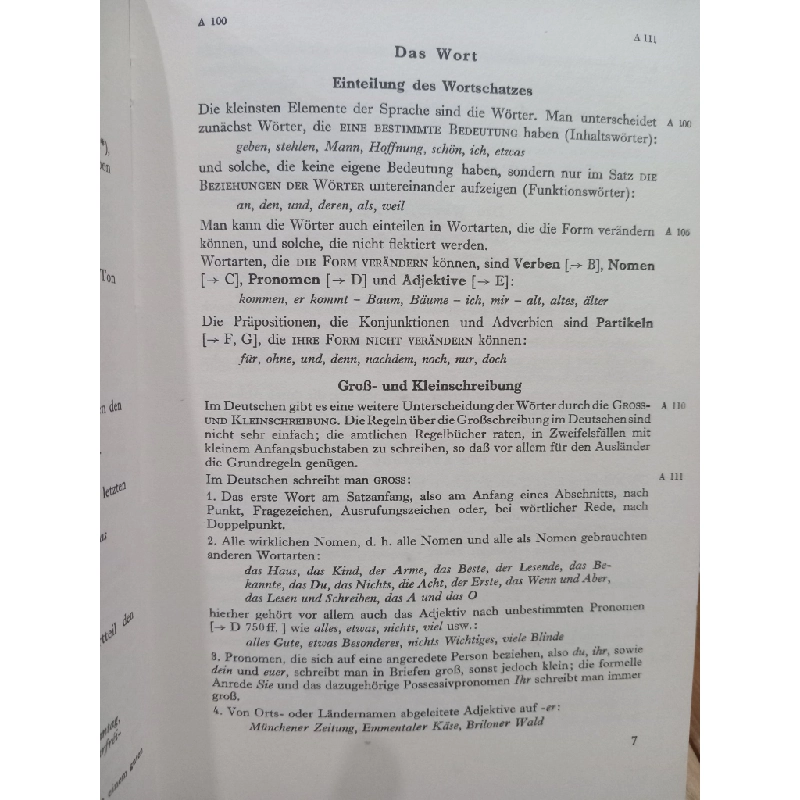 A 100
A 111
Das Wort
Einteilung des Wortschatzes
Die kleinsten Elemente der Sprache sind die Wörter. Man unterscheidet A 100
zunächst Wörter, die EINE BESTIMMTE BEDEUTUNG haben (Inhaltswörter):
geben, stehlen, Mann, Hoffnung, schön, ich, etwas
und solche, die keine eigene Bedeutung haben, sondern nur im Satz DIE
BEZIEHUNGEN DER WÖRTER untereinander aufzeigen (Funktionswörter):
an, den, und, deren, als, weil
Man kann die Wörter auch einteilen in Wortarten, die die Form verändern A 106
können, und solche, die nicht flektiert werden.
Wortarten, die DIE FORM VERÄNDERN können, sind Verben [→ B], Nomen
[→ C], Pronomen [→ D] und Adjektive [→ E]:
kommen, er kommt – Baum, Bäume – ich, mir – alt, altes, älter
Die Präpositionen, die Konjunktionen und Adverbien sind Partikeln
[→ F, G], die IHRE FORM NICHT VERÄNDERN können:
für, ohne, und, denn, nachdem, noch, nur, doch
Groß- und Kleinschreibung
Im Deutschen gibt es eine weitere Unterscheidung der Wörter durch die GROSS- A 110
UND KLEINSCHREIBUNG. Die Regeln über die Großschreibung im Deutschen sind
nicht sehr einfach; die amtlichen Regelbücher raten, in Zweifelsfällen mit
kleinem Anfangsbuchstaben zu schreiben, so daß vor allem für den Ausländer
die Grundregeln genügen.
Im Deutschen schreibt man GROSS: A 111
1. Das erste Wort am Satzanfang, also am Anfang eines Abschnitts, nach
Punkt, Fragezeichen, Ausrufungszeichen oder, bei wörtlicher Rede, nach
Doppelpunkt.
2. Alle wirklichen Nomen, d. h. alle Nomen und alle als Nomen gebrauchten
anderen Wortarten:
das Haus, das Kind, der Arme, das Beste, der Lesende, das Be-
kannte, das Du, das Nichts, die Acht, der Erste, das Wenn und Aber,
das Lesen und Schreiben, das A und das O
hierher gehört vor allem auch das Adjektiv nach unbestimmten Pronomen
[→ D 750 ff. ] wie alles, etwas, nichts, viel usw.:
alles Gute, etwas Besonderes, nichts Wichtiges, viele Blinde
3. Pronomen, die sich auf eine angeredete Person beziehen, also du, ihr, sowie
dein und euer, schreibt man in Briefen groß, sonst jedoch klein; die formelle
Anrede Sie und das dazugehörige Possessivpronomen Ihr schreibt man immer
groß.
4. Von Orts- oder Ländernamen abgeleitete Adjektive auf -er:
Münchener Zeitung, Emmentaler Käse, Briloner Wald
7
den
letzten
den
einem